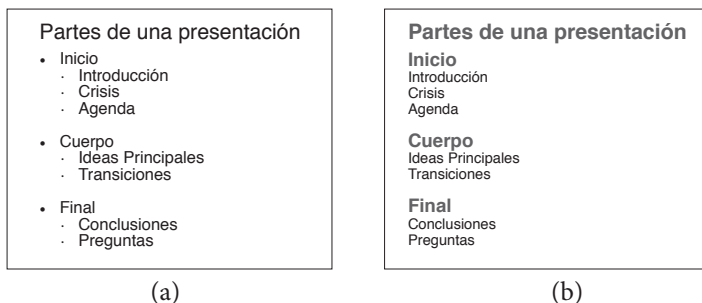 Partes de una presentación
• Inicio
· Introducción
· Crisis
· Agenda
• Cuerpo
· Ideas Principales
· Transiciones
• Final
· Conclusiones
· Preguntas
(a)
Partes de una presentación
Inicio
Introducción
Crisis
Agenda
Cuerpo
Ideas Principales
Transiciones
Final
Conclusiones
Preguntas
(b)